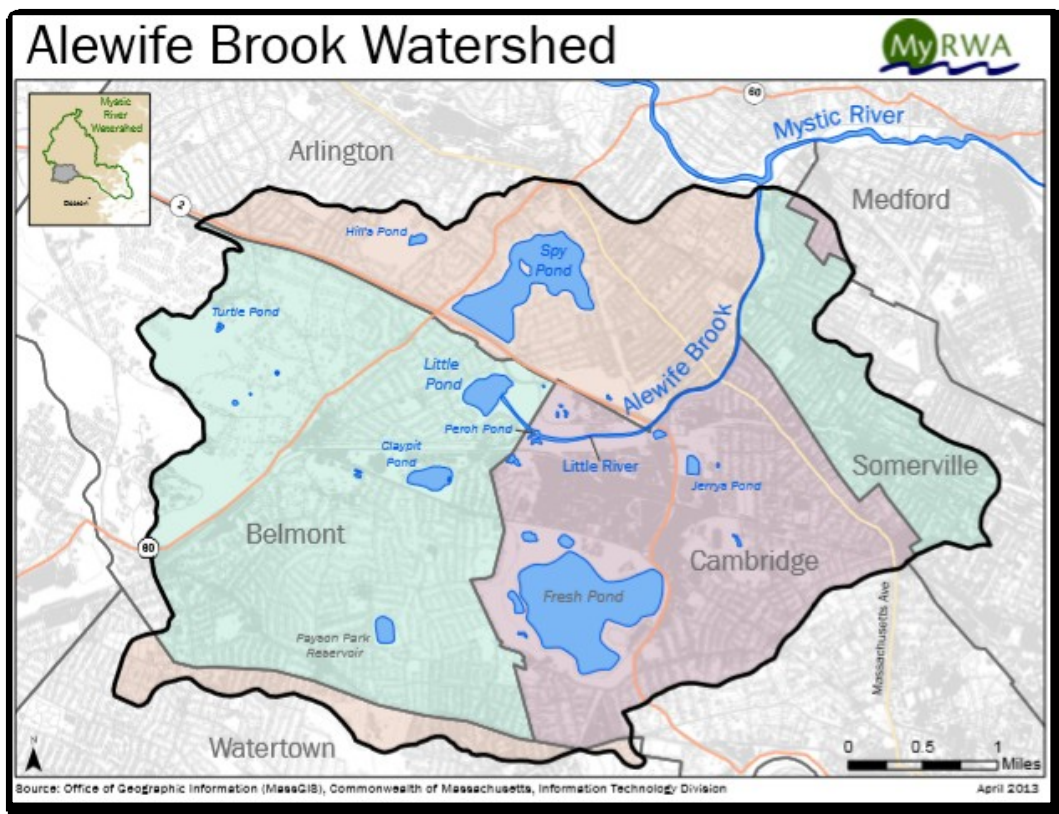 Alewife Brook Watershed
MyRWA
Mystic
River
Watershed
Boston
60
Mystic River
Arlington
Medford
2
Hill's Pond
Spy
Pond
Turtle Pond
Alewife Brook
Little
Pond
Perch Pond
Claypit
Pond
Little River
Jerrys Pond
Somerville
Belmont
60
Cambridge
Fresh Pond
Payson Park
Reservoir
Massachusetts Ave
Watertown
N
0 0.5 1
Miles
Source: Office of Geographic Information (MassGIS), Commonwealth of Massachusetts, Information Technology Division
April 2013